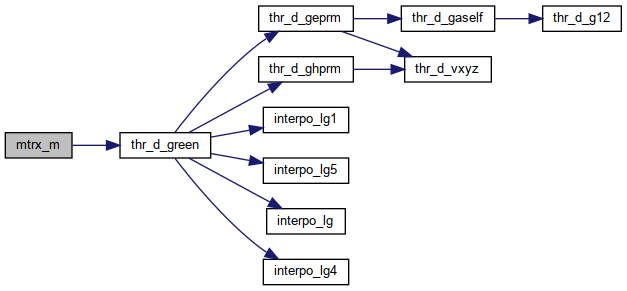 thr_d_geprm
thr_d_gaself
thr_d_g12
thr_d_ghprm
thr_d_vxyz
interpo_lg1
mtrx_m
thr_d_green
interpo_lg5
interpo_lg
interpo_lg4